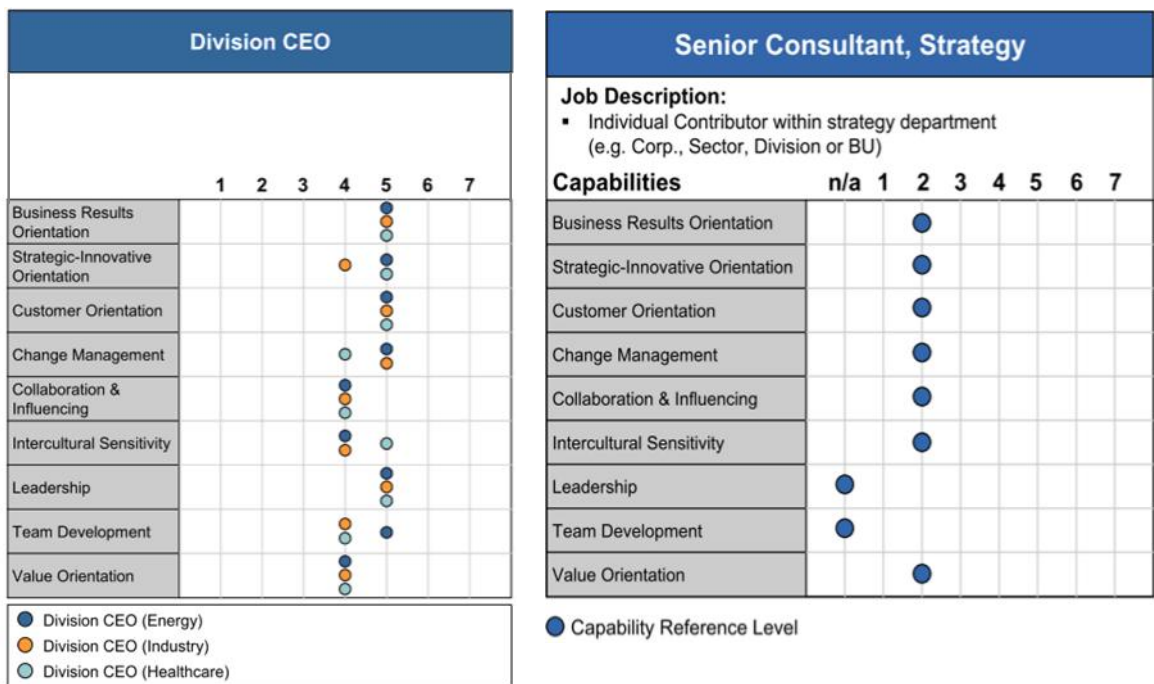 Division CEO
1 2 3 4 5 6 7
Business Results
Orientation
Strategic-Innovative
Orientation
Customer Orientation
Change Management
Collaboration &
Influencing
Intercultural Sensitivity
Leadership
Team Development
Value Orientation
Division CEO (Energy)
Division CEO (Industry)
Division CEO (Healthcare)
Senior Consultant, Strategy
Job Description:
▪ Individual Contributor within strategy department
(e.g. Corp., Sector, Division or BU)
Capabilities n/a 1 2 3 4 5 6 7
Business Results Orientation
Strategic-Innovative Orientation
Customer Orientation
Change Management
Collaboration & Influencing
Intercultural Sensitivity
Leadership
Team Development
Value Orientation
Capability Reference Level